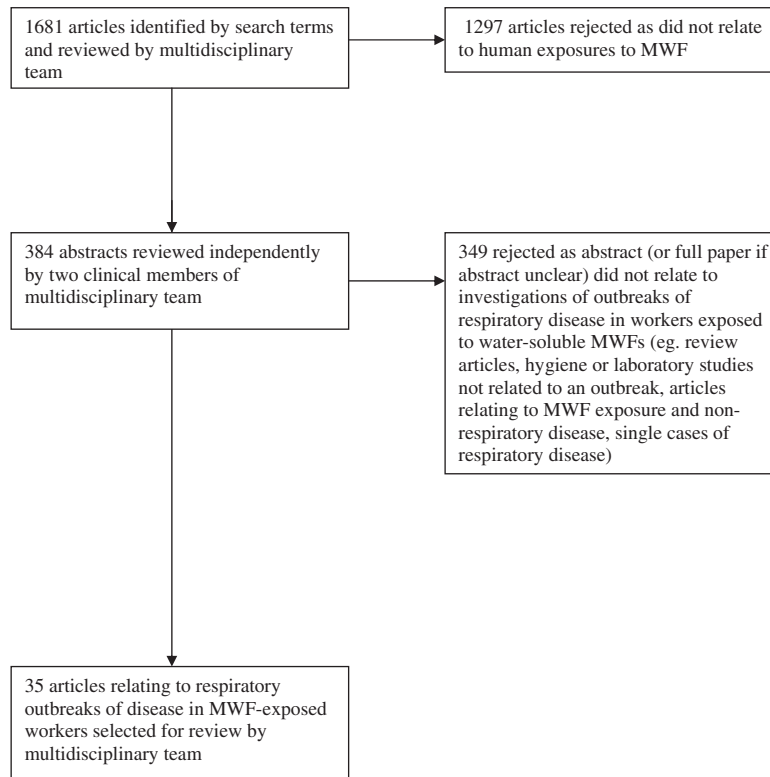 1681 articles identified by search terms
and reviewed by multidisciplinary
team
1297 articles rejected as did not relate
to human exposures to MWF
384 abstracts reviewed independently
by two clinical members of
multidisciplinary team
349 rejected as abstract (or full paper if
abstract unclear) did not relate to
investigations of outbreaks of
respiratory disease in workers exposed
to water-soluble MWFs (eg. review
articles, hygiene or laboratory studies
not related to an outbreak, articles
relating to MWF exposure and non-
respiratory disease, single cases of
respiratory disease)
35 articles relating to respiratory
outbreaks of disease in MWF-exposed
workers selected for review by
multidisciplinary team